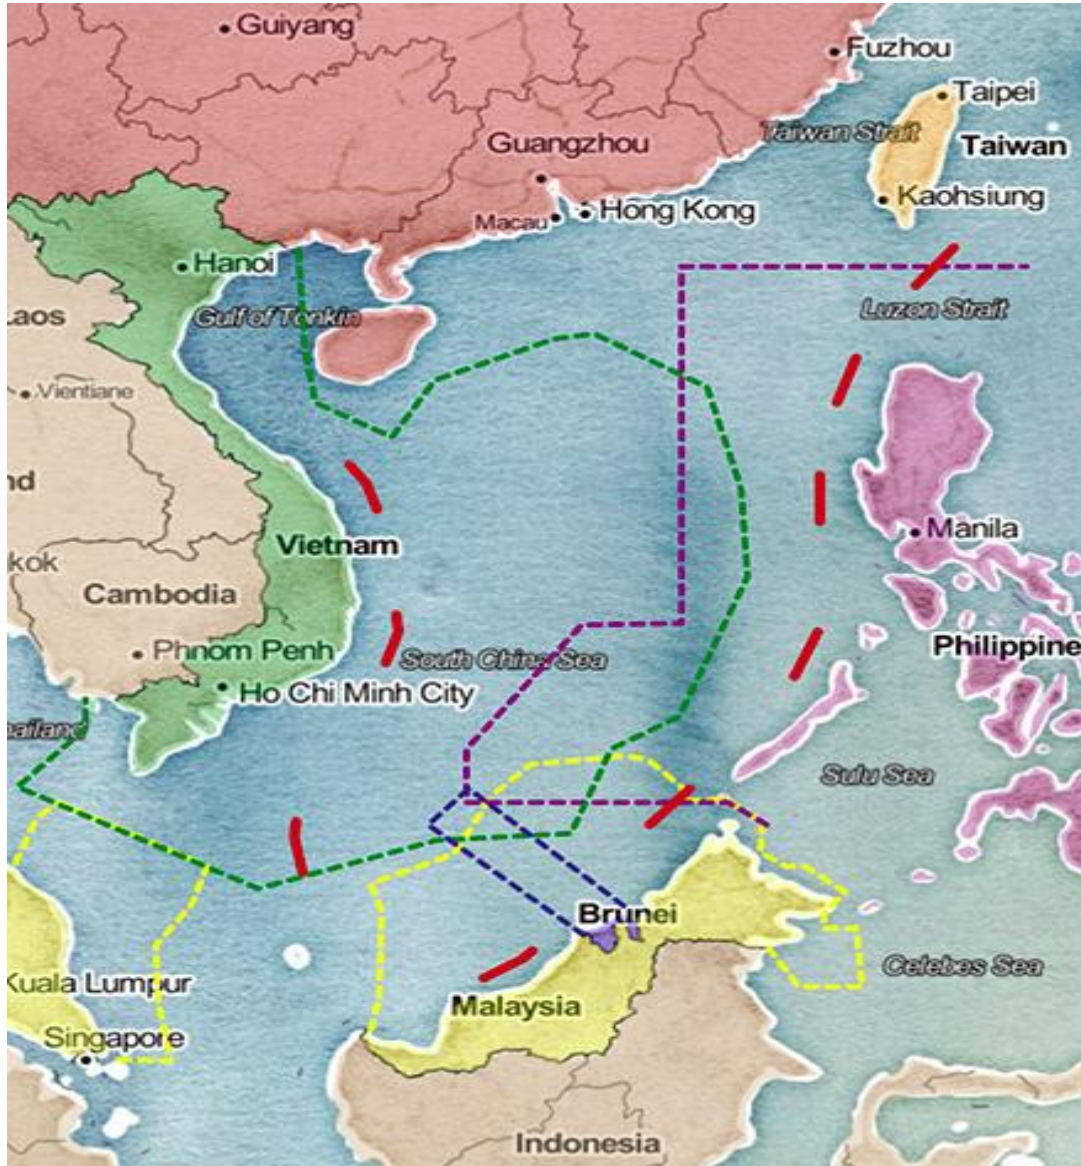 Guiyang
Fuzhou
Taipei
Taiwan Strait
Taiwan
Guangzhou
Kaohsiung
Hong Kong
Macau
Hanoi
Luzon Strait
Laos
Gulf of Tonkin
Vientiane
nd
Manila
Vietnam
kok
Cambodia
Philippine
Phnom Penh
South China Sea
Ho Chi Minh City
hailand
Sulu Sea
Brunei
Celebes Sea
Kuala Lumpur
Malaysia
Singapore
Indonesia